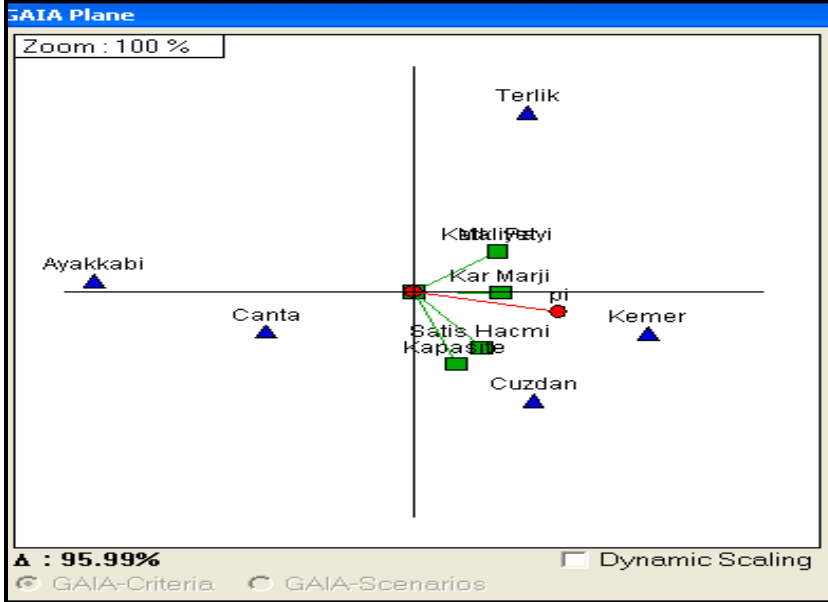 GAIA Plane
Zoom : 100 %
Terlik
Kar Marji
Ayakkabi
pi
Canta
Kemer
Satis Hacmi
Kapasite
Cuzdan
Δ : 95.99%
Dynamic Scaling
GAIA-Criteria
GAIA-Scenarios